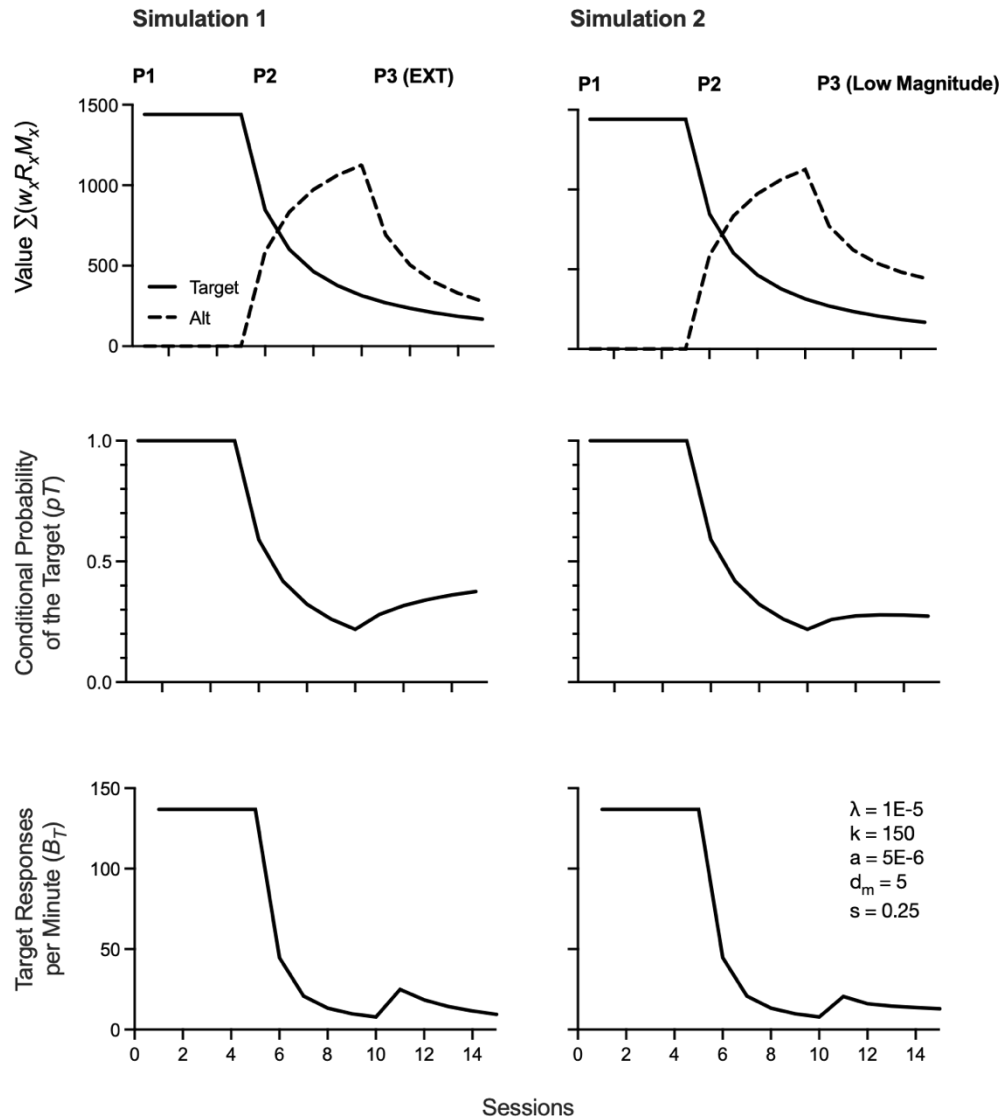 Simulation 1
Simulation 2
P1 P2 P3 (EXT)
P1 P2 P3 (Low Magnitude)
Value ∑(wₓRₓMₓ)
1500
1000
500
0
Target
Alt
Conditional Probability
of the Target (pT)
1.0
0.5
0.0
Target Responses
per Minute (B_T)
150
100
50
0
0 2 4 6 8 10 12 14
0 2 4 6 8 10 12 14
λ = 1E-5
k = 150
a = 5E-6
dₘ = 5
s = 0.25
Sessions